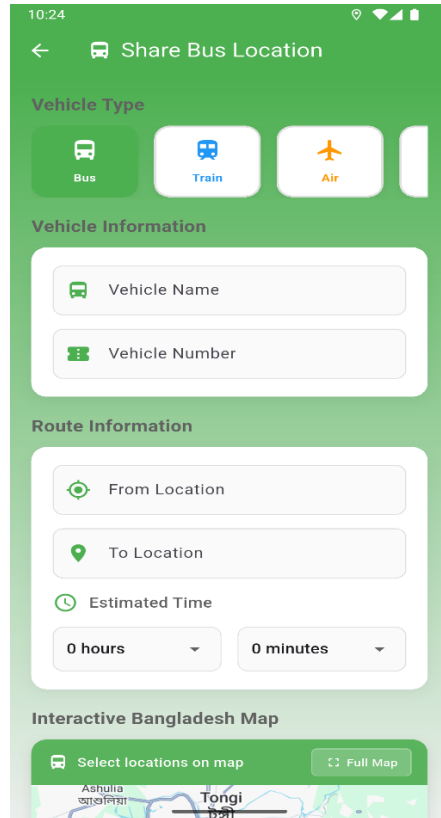 10:24
Share Bus Location
Vehicle Type
Bus Train Air
Vehicle Information
Vehicle Name
Vehicle Number
Route Information
From Location
To Location
Estimated Time
0 hours 0 minutes
Interactive Bangladesh Map
Select locations on map Full Map
Ashulia
আশুলিয়া
Tongi
টঙ্গী